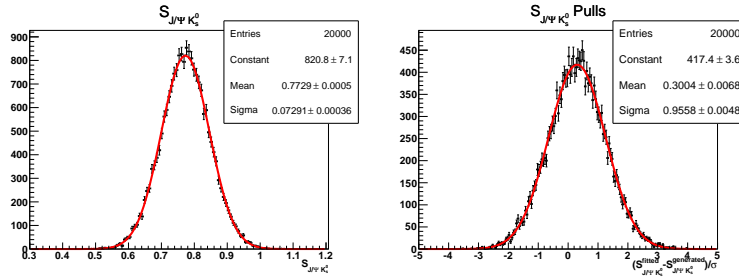 S_{J/Ψ K_s^0}
Entries 20000
Constant 820.8 ± 7.1
Mean 0.7729 ± 0.0005
Sigma 0.07291 ± 0.00036
900
800
700
600
500
400
300
200
100
0
0.3 0.4 0.5 0.6 0.7 0.8 0.9 1 1.1 1.2
S_{J/Ψ K_s^0}
S_{J/Ψ K_s^0} Pulls
Entries 20000
Constant 417.4 ± 3.6
Mean 0.3004 ± 0.0068
Sigma 0.9558 ± 0.0048
450
400
350
300
250
200
150
100
50
0
-5 -4 -3 -2 -1 0 1 2 3 4 5
(S_{J/Ψ K_s^0}^{fitted}-S_{J/Ψ K_s^0}^{generated})/σ